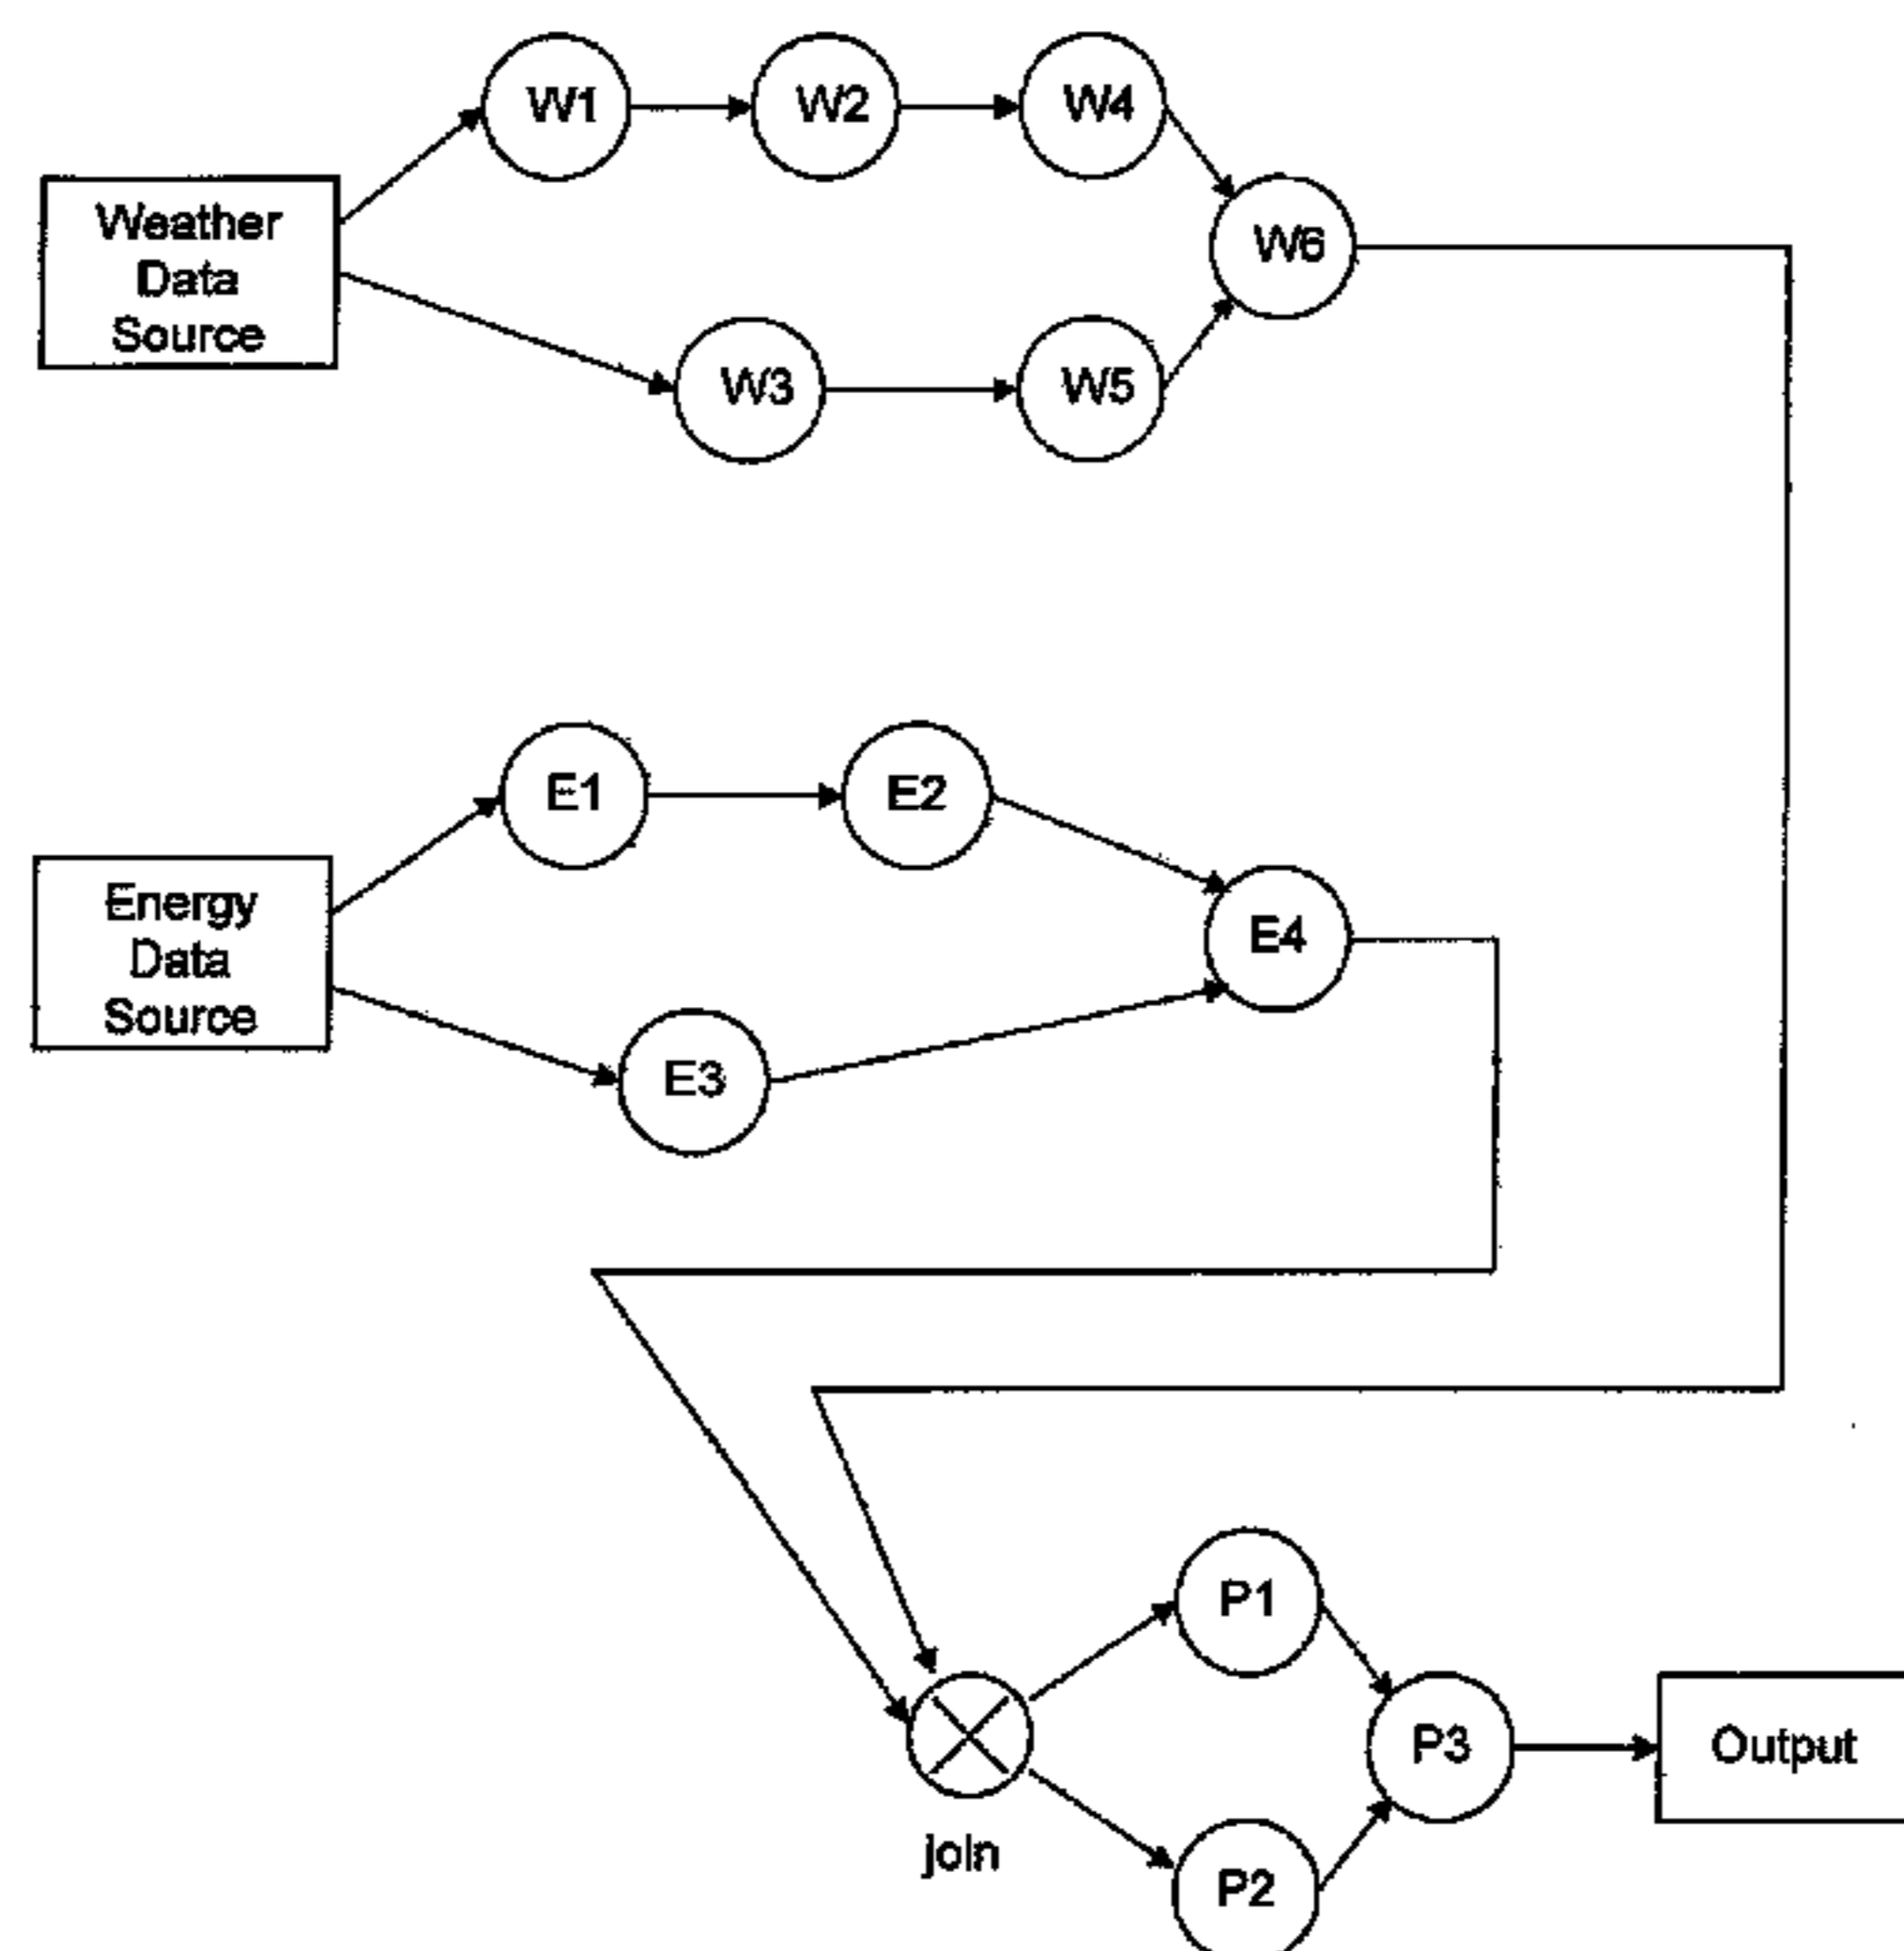 W1
W2
W4
Weather
Data
Source
W6
W3
W5
E1
E2
Energy
Data
Source
E4
E3
P1
P3
Output
join
P2